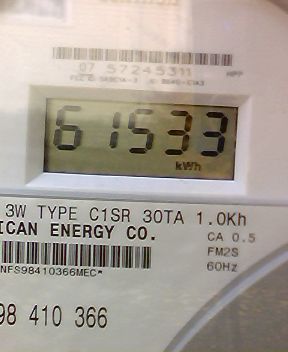 07 57245311
61533
kWh
3W TYPE C1SR 30TA 1.0Kh
ICAN ENERGY CO.
CA 0.5
FM2S
60Hz
NFS98410366MEC*
98 410 366